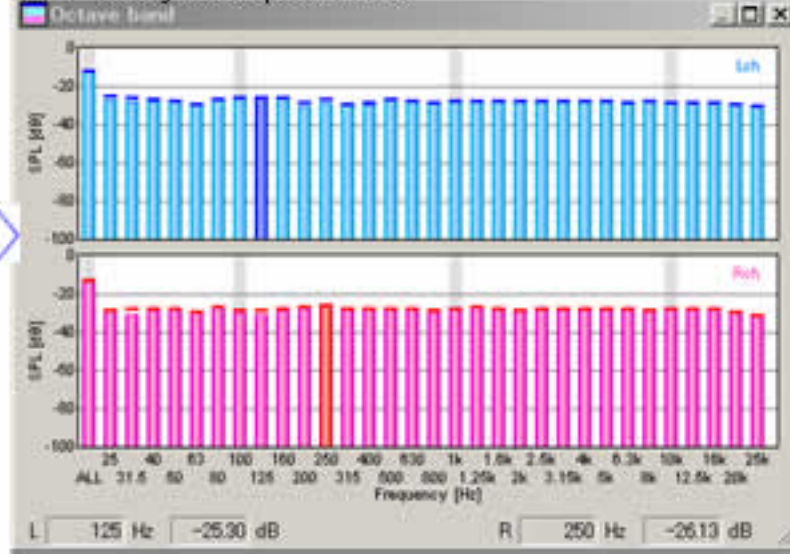 Octave band
Lch
0
-20
-40
-60
-80
-100
SPL [dB]
Rch
0
-20
-40
-60
-80
-100
SPL [dB]
25 40 63 100 160 250 400 630 1k 1.6k 2.5k 4k 6.3k 10k 16k 25k
ALL 31.5 50 80 125 200 315 500 800 1.25k 2k 3.15k 5k 8k 12.5k 20k
Frequency [Hz]
L 125 Hz -25.30 dB R 250 Hz -26.13 dB